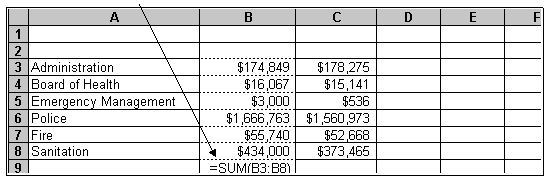 A B C D E F
1
2
3 Administration $174,849 $178,275
4 Board of Health $16,067 $15,141
5 Emergency Management $3,000 $536
6 Police $1,666,763 $1,560,973
7 Fire $55,740 $52,668
8 Sanitation $434,000 $373,465
9 =SUM(B3:B8)